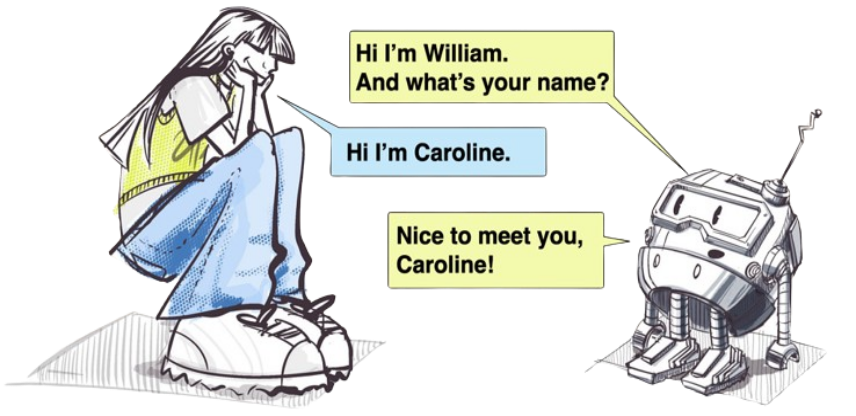 Hi I'm William.
And what's your name?
Hi I'm Caroline.
Nice to meet you,
Caroline!